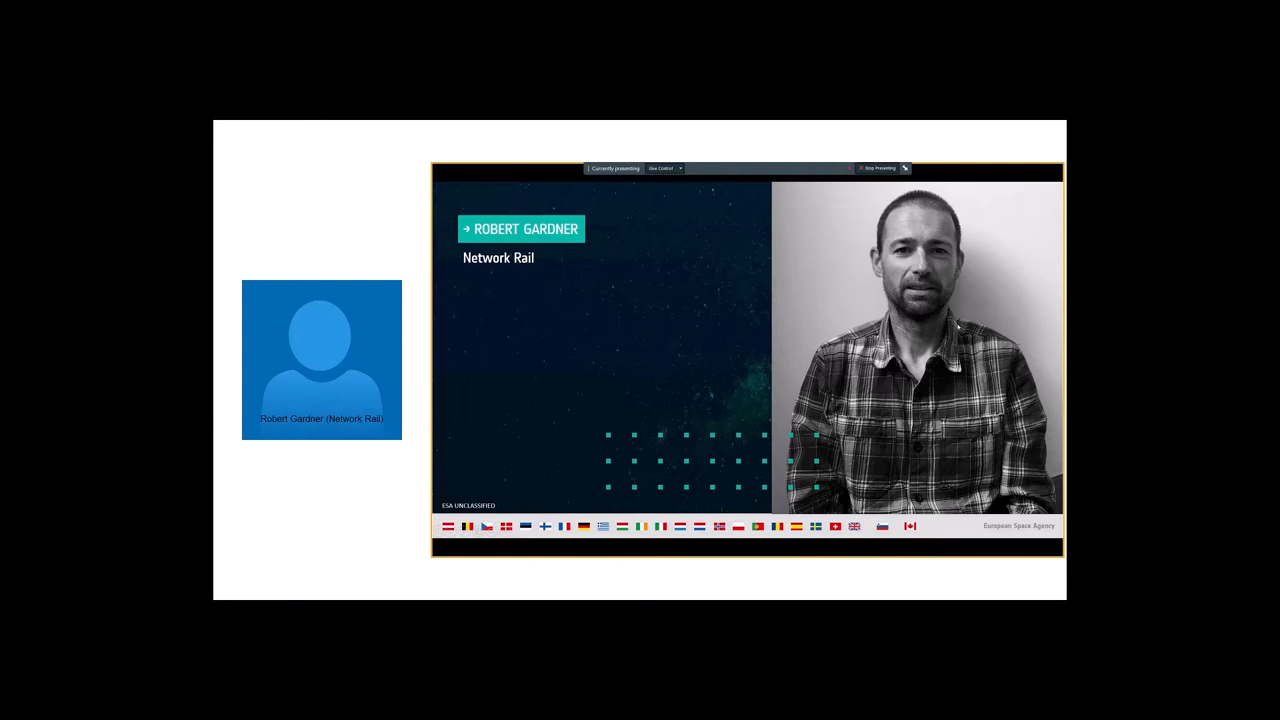 Currently presenting
Give Control
Stop Presenting
→ ROBERT GARDNER
Network Rail
Robert Gardner (Network Rail)
ESA UNCLASSIFIED
European Space Agency